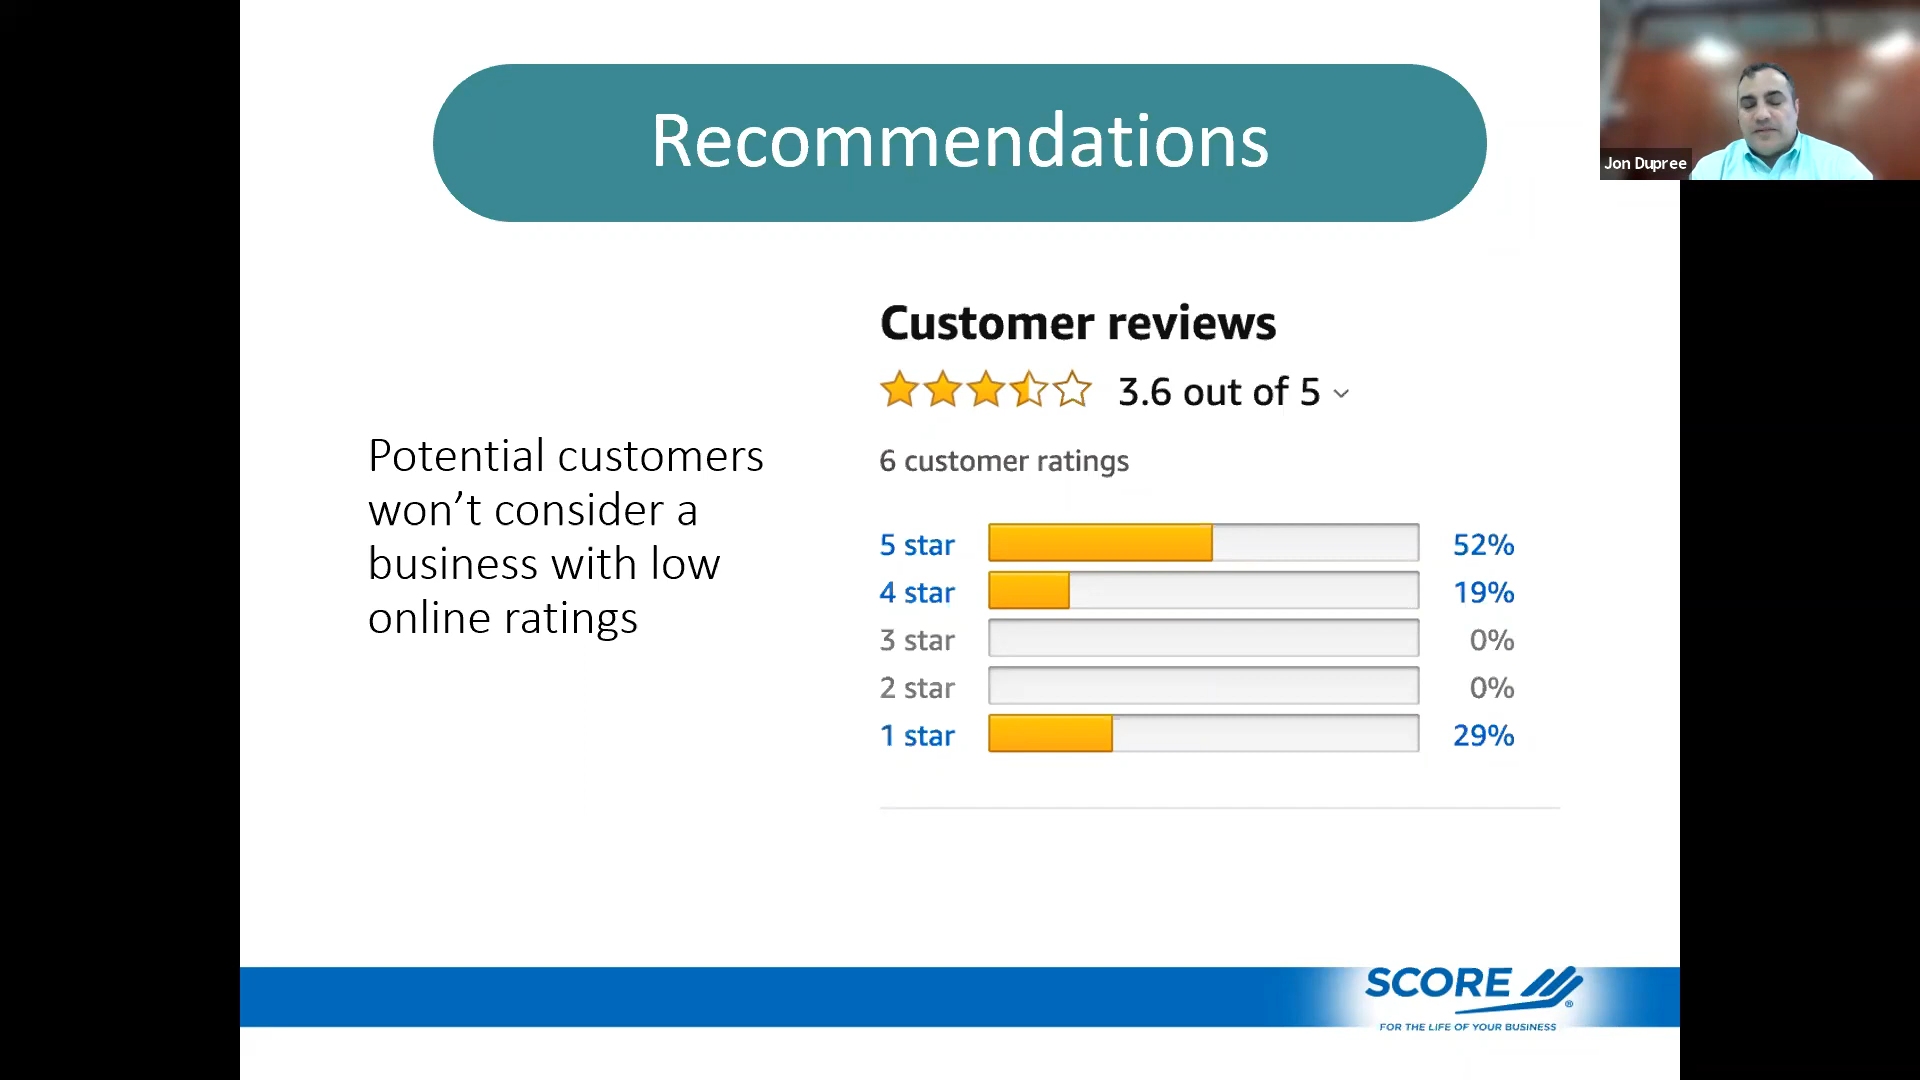 Recommendations
Jon Dupree
Potential customers
won’t consider a
business with low
online ratings
Customer reviews
3.6 out of 5
6 customer ratings
5 star 52%
4 star 19%
3 star 0%
2 star 0%
1 star 29%
SCORE ®
FOR THE LIFE OF YOUR BUSINESS